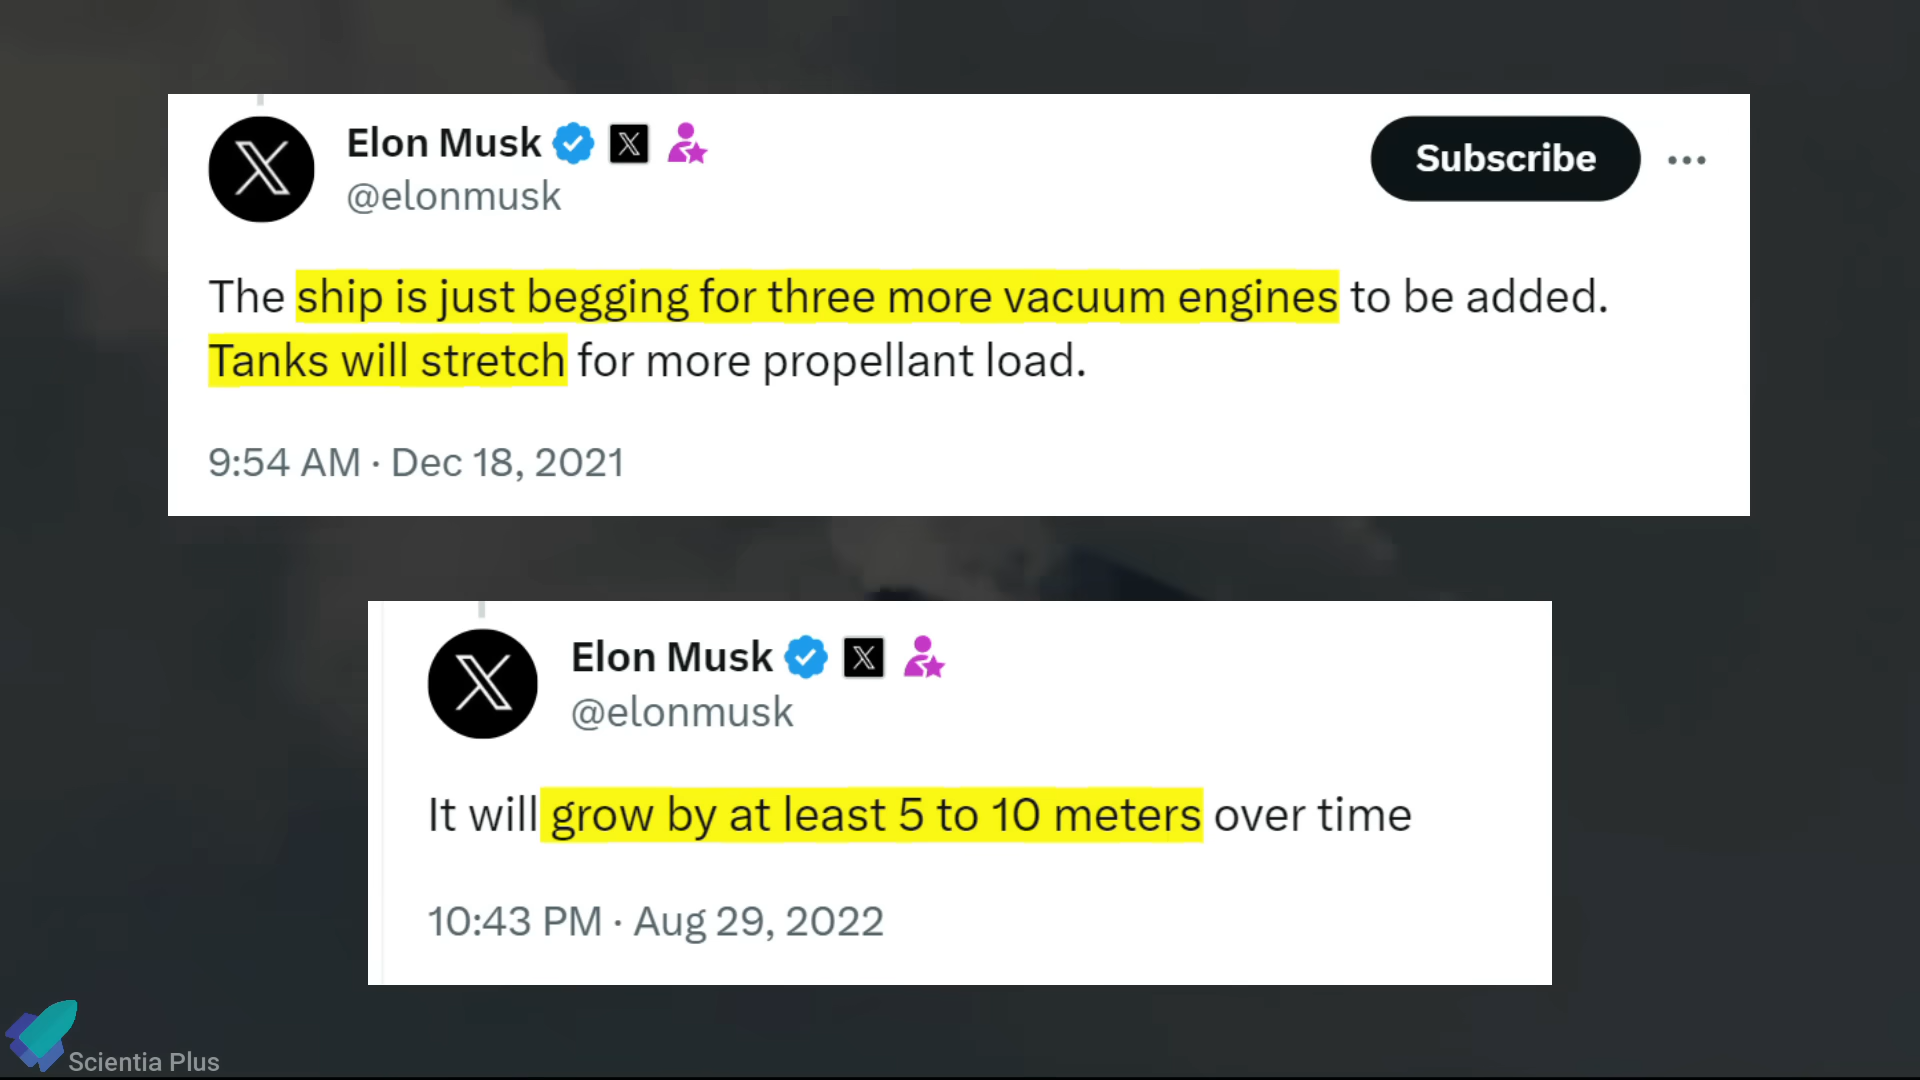 Elon Musk
@elonmusk
Subscribe
The ship is just begging for three more vacuum engines to be added.
Tanks will stretch for more propellant load.
9:54 AM · Dec 18, 2021
Elon Musk
@elonmusk
It will grow by at least 5 to 10 meters over time
10:43 PM · Aug 29, 2022
Scientia Plus